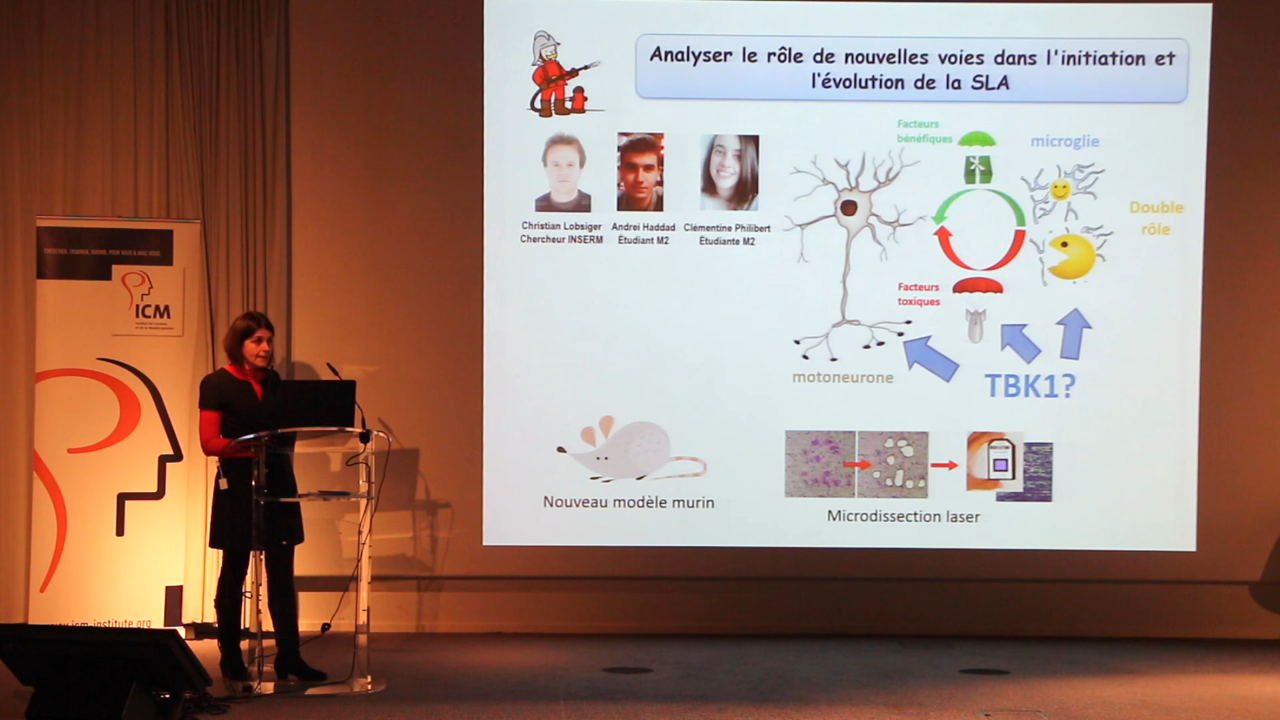 Analyser le rôle de nouvelles voies dans l'initiation et
l'évolution de la SLA
Facteurs
bénéfiques
microglie
Double
rôle
Christian Lobsiger
Chercheur INSERM
Andrei Haddad
Étudiant M2
Clémentine Philibert
Étudiante M2
Facteurs
toxiques
motoneurone
TBK1?
Nouveau modèle murin
Microdissection laser
ICM
www.icm-institute.org